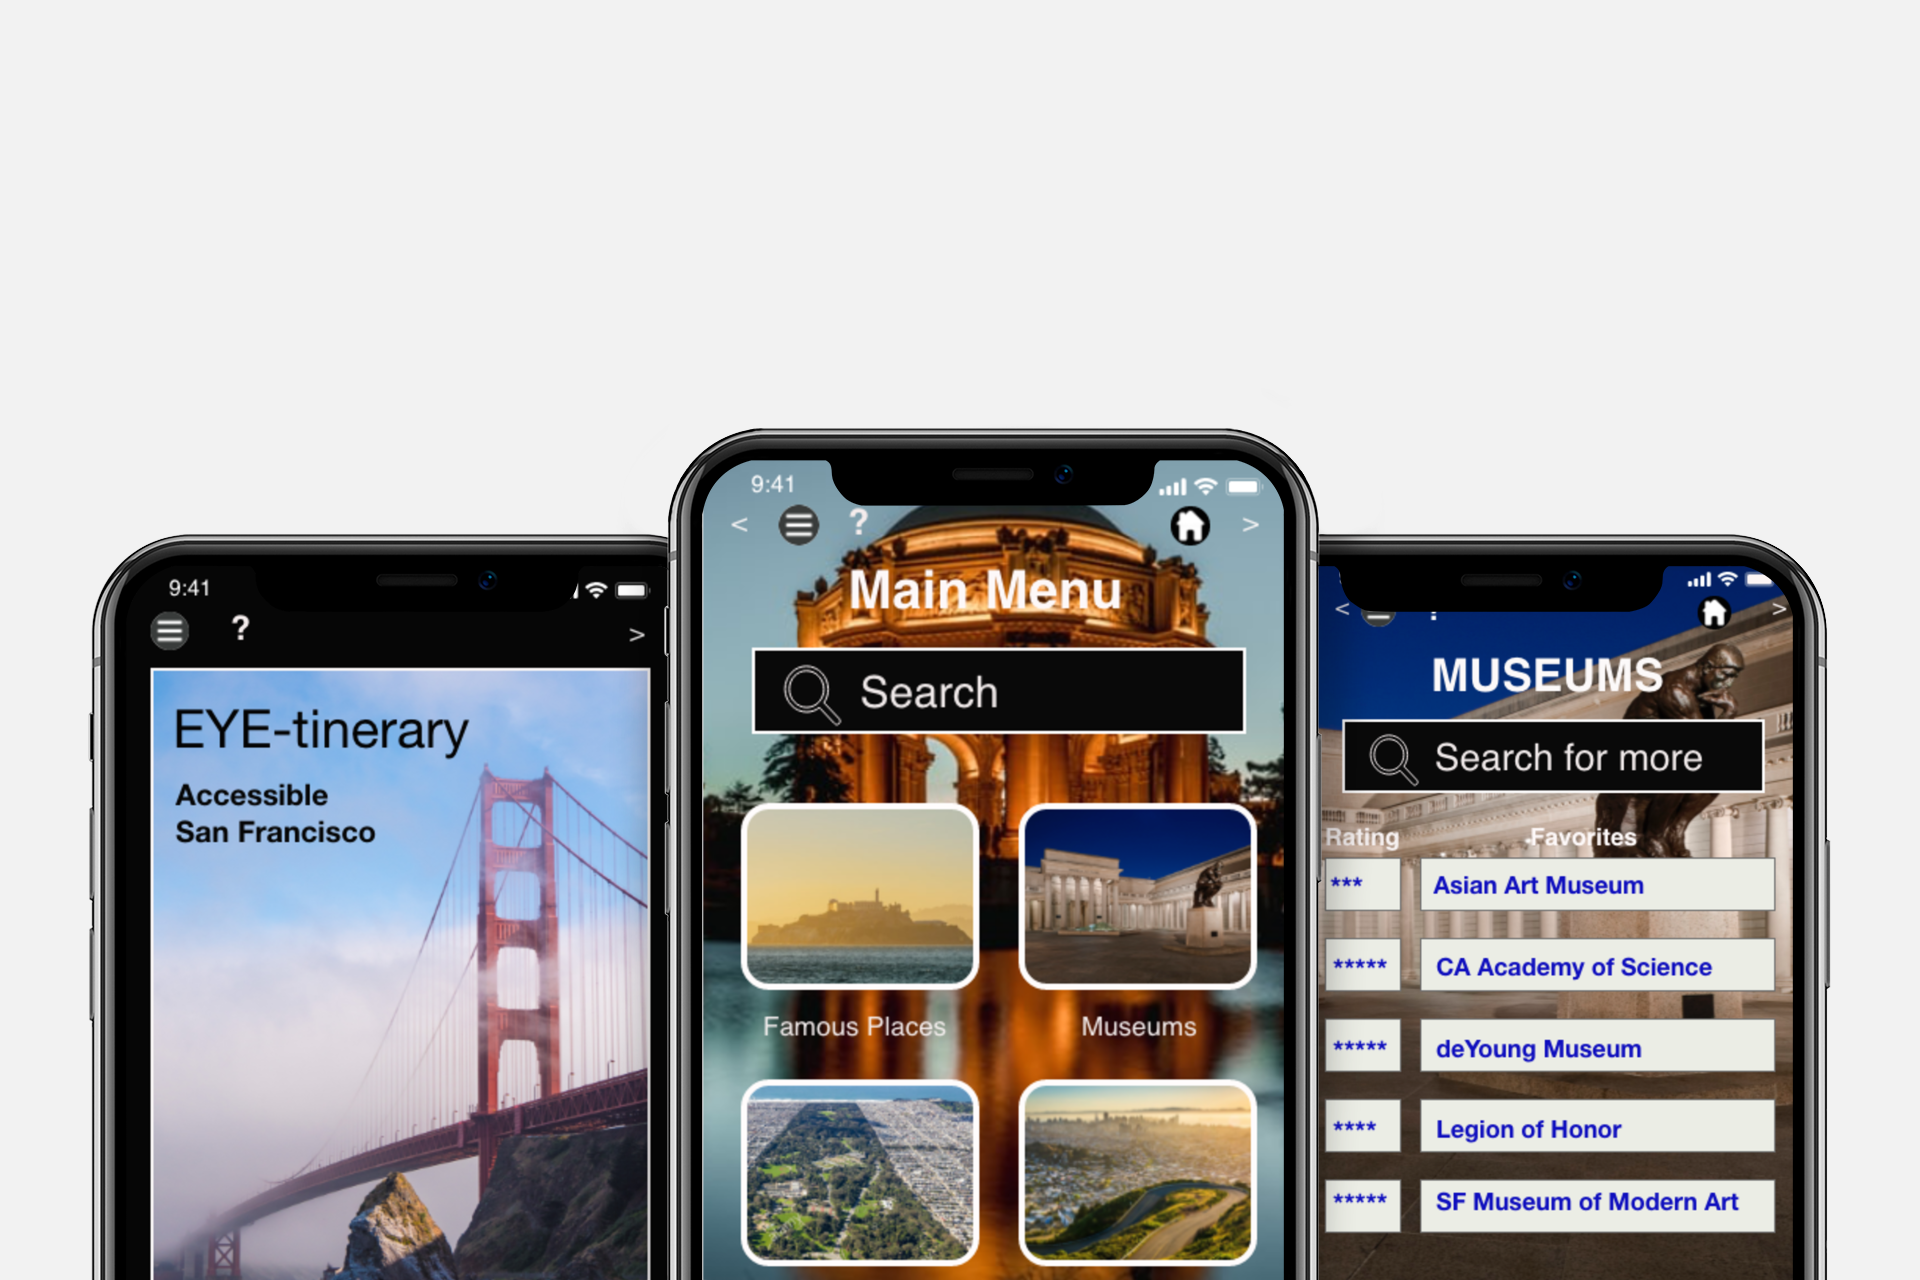 9:41
?
>
EYE-tinerary
Accessible
San Francisco
9:41
<
?
>
Main Menu
Search
Famous Places
Museums
<
>
MUSEUMS
Search for more
Rating
Favorites
*** Asian Art Museum
***** CA Academy of Science
***** deYoung Museum
**** Legion of Honor
***** SF Museum of Modern Art